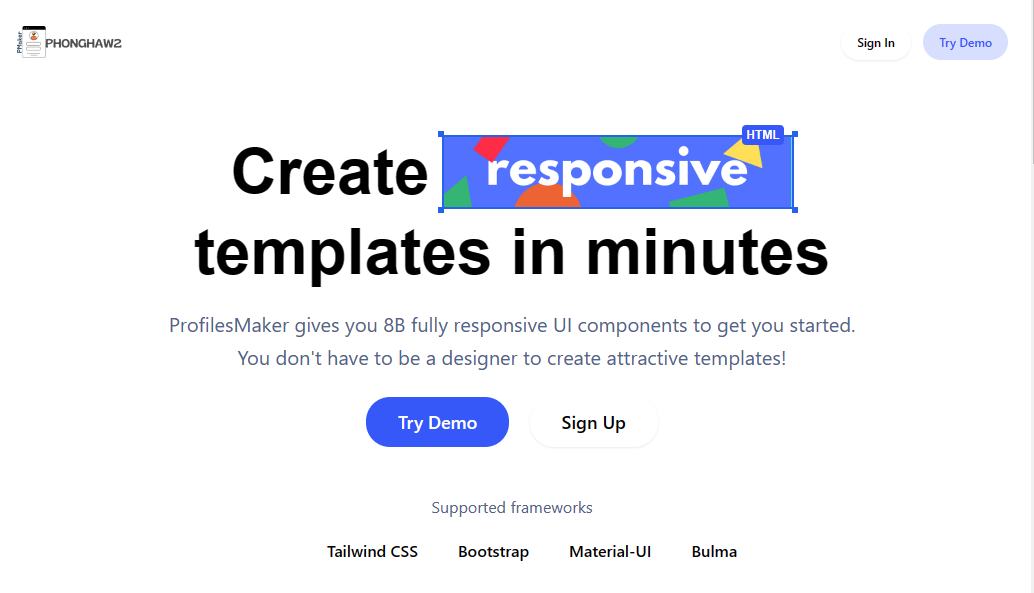 PMaker
PHONGHAW2
Sign In
Try Demo
HTML
Create responsive
templates in minutes
ProfilesMaker gives you 8B fully responsive UI components to get you started.
You don't have to be a designer to create attractive templates!
Try Demo
Sign Up
Supported frameworks
Tailwind CSS
Bootstrap
Material-UI
Bulma